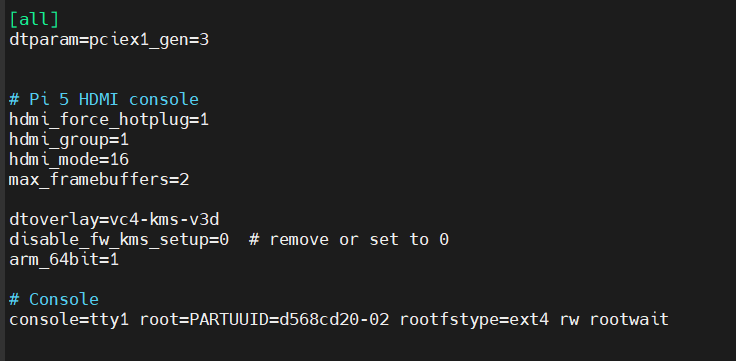 [all]
dtparam=pciex1_gen=3
# Pi 5 HDMI console
hdmi_force_hotplug=1
hdmi_group=1
hdmi_mode=16
max_framebuffers=2
dtoverlay=vc4-kms-v3d
disable_fw_kms_setup=0  # remove or set to 0
arm_64bit=1
# Console
console=tty1 root=PARTUUID=d568cd20-02 rootfstype=ext4 rw rootwait